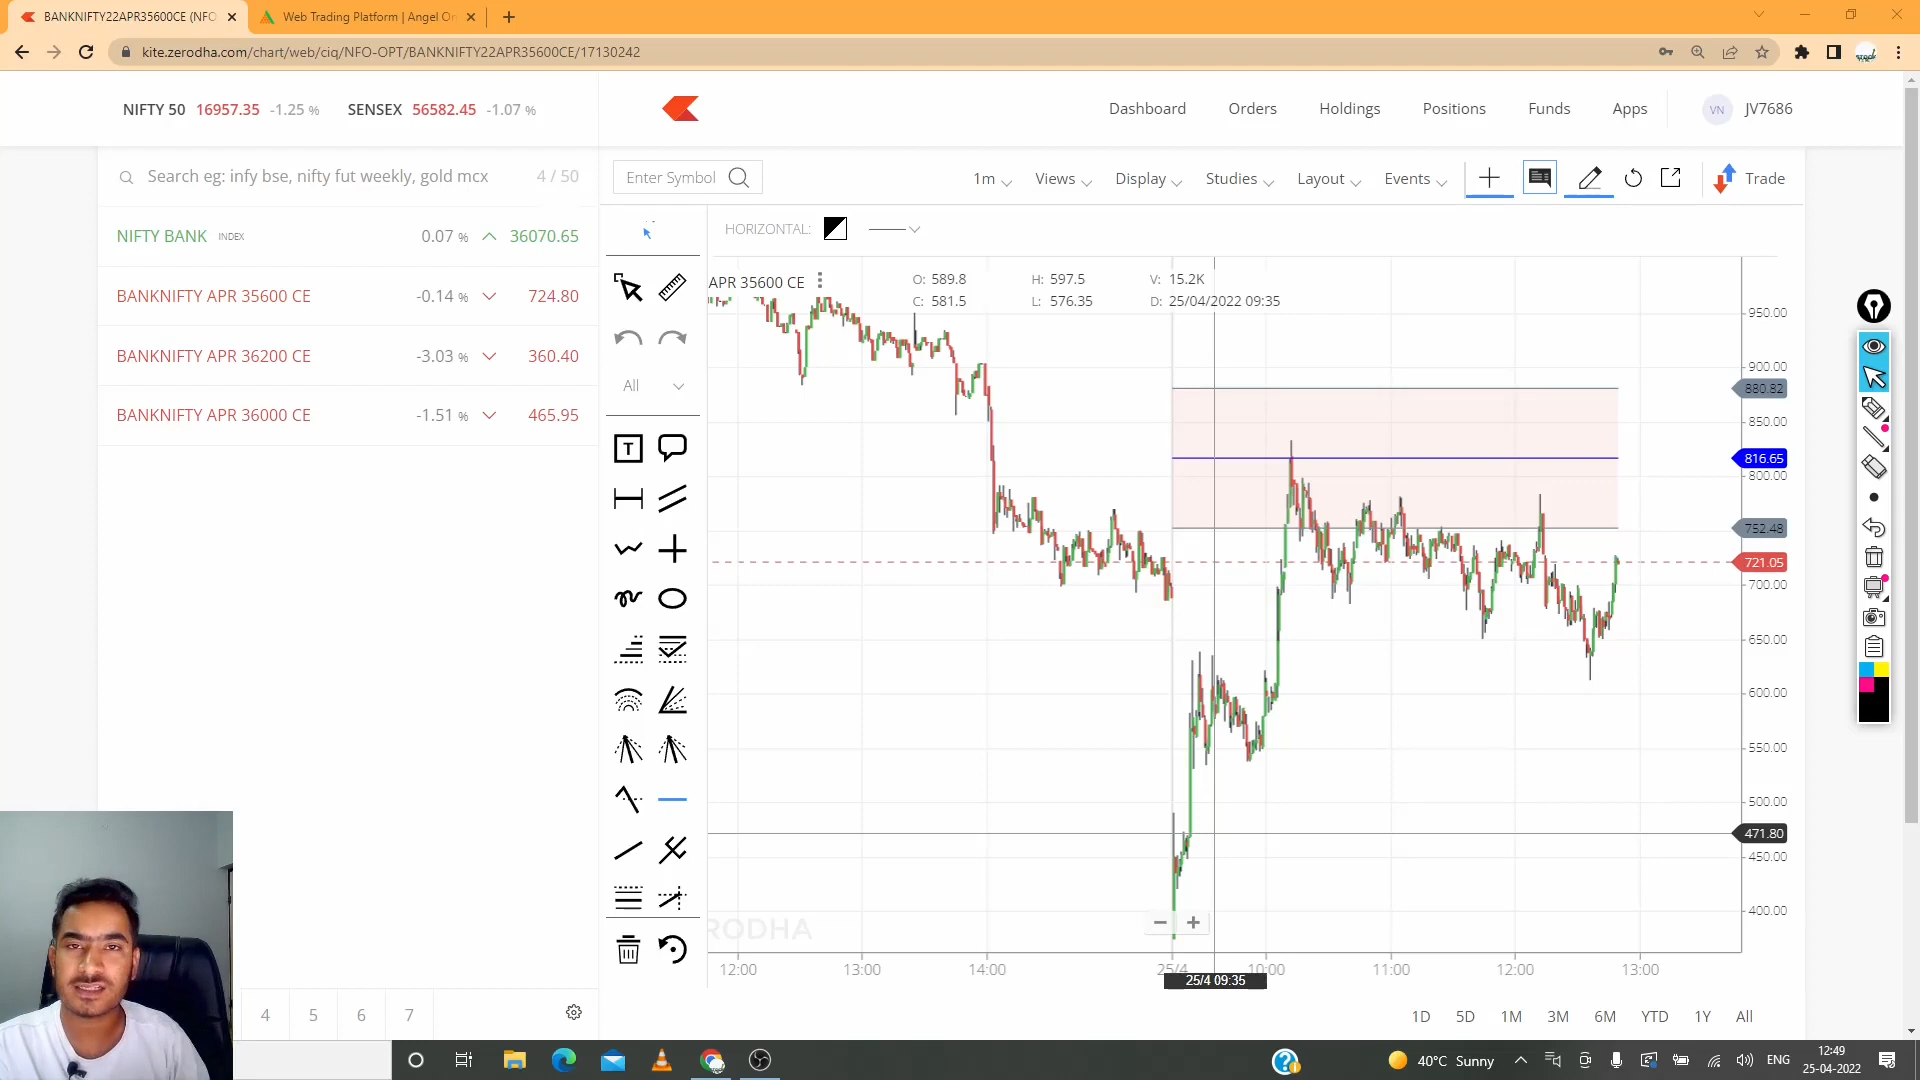 BANKNIFTY22APR35600CE (NFO
Web Trading Platform | Angel On
kite.zerodha.com/chart/web/ciq/NFO-OPT/BANKNIFTY22APR35600CE/17130242
NIFTY 50 16957.35 -1.25 %
SENSEX 56582.45 -1.07 %
Dashboard
Orders
Holdings
Positions
Funds
Apps
VN JV7686
Search eg: infy bse, nifty fut weekly, gold mcx
4 / 50
NIFTY BANK INDEX 0.07 % 36070.65
BANKNIFTY APR 35600 CE -0.14 % 724.80
BANKNIFTY APR 36200 CE -3.03 % 360.40
BANKNIFTY APR 36000 CE -1.51 % 465.95
Enter Symbol
1m
Views
Display
Studies
Layout
Events
Trade
HORIZONTAL:
All
T
APR 35600 CE
O: 589.8 H: 597.5 V: 15.2K
C: 581.5 L: 576.35 D: 25/04/2022 09:35
950.00
900.00
880.82
850.00
816.65
800.00
752.48
721.05
700.00
650.00
600.00
550.00
500.00
471.80
450.00
400.00
RODHA
12:00
13:00
14:00
25/4
10:00
11:00
12:00
13:00
25/4 09:35
4 5 6 7
1D 5D 1M 3M 6M YTD 1Y All
40°C Sunny
ENG
12:49
25-04-2022